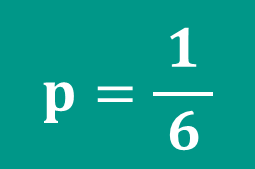 p = 1/6